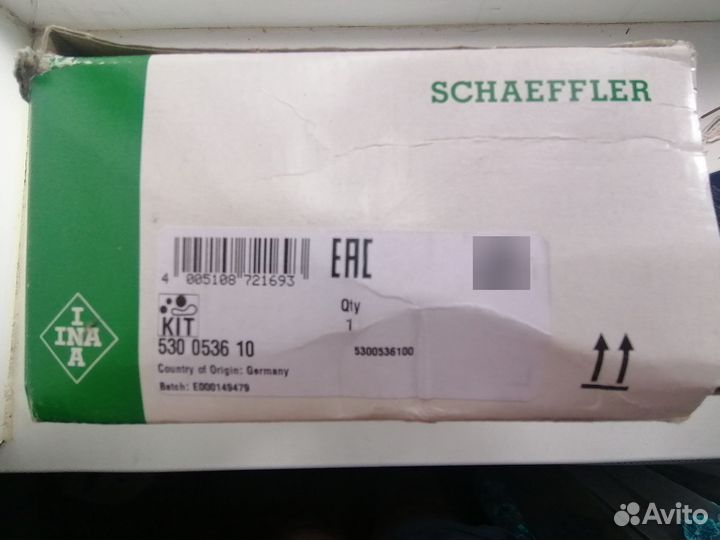 SCHAEFFLER
EAC
4 005108 721693
Qty
1
KIT
530 0536 10
5300536100
Country of Origin: Germany
Batch: E000149479
I
INA
A
Avito